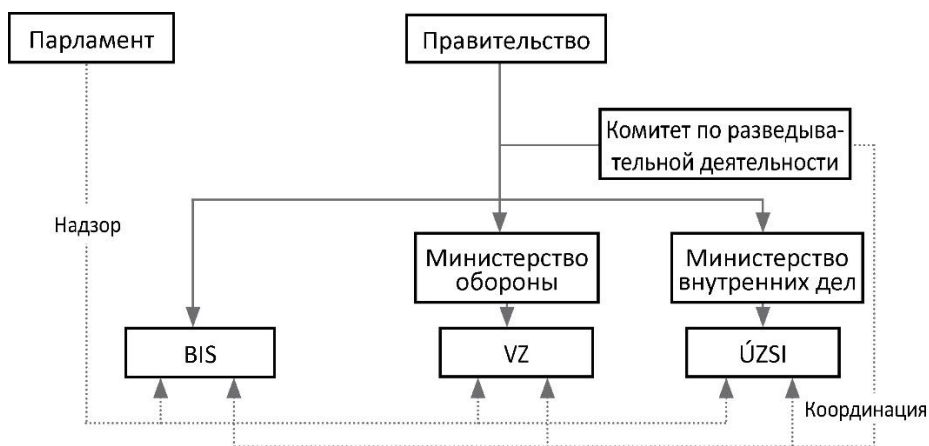 Парламент
Правительство
Комитет по разведыва-
тельной деятельности
Надзор
Министерство
обороны
Министерство
внутренних дел
BIS
VZ
ÚZSI
Координация